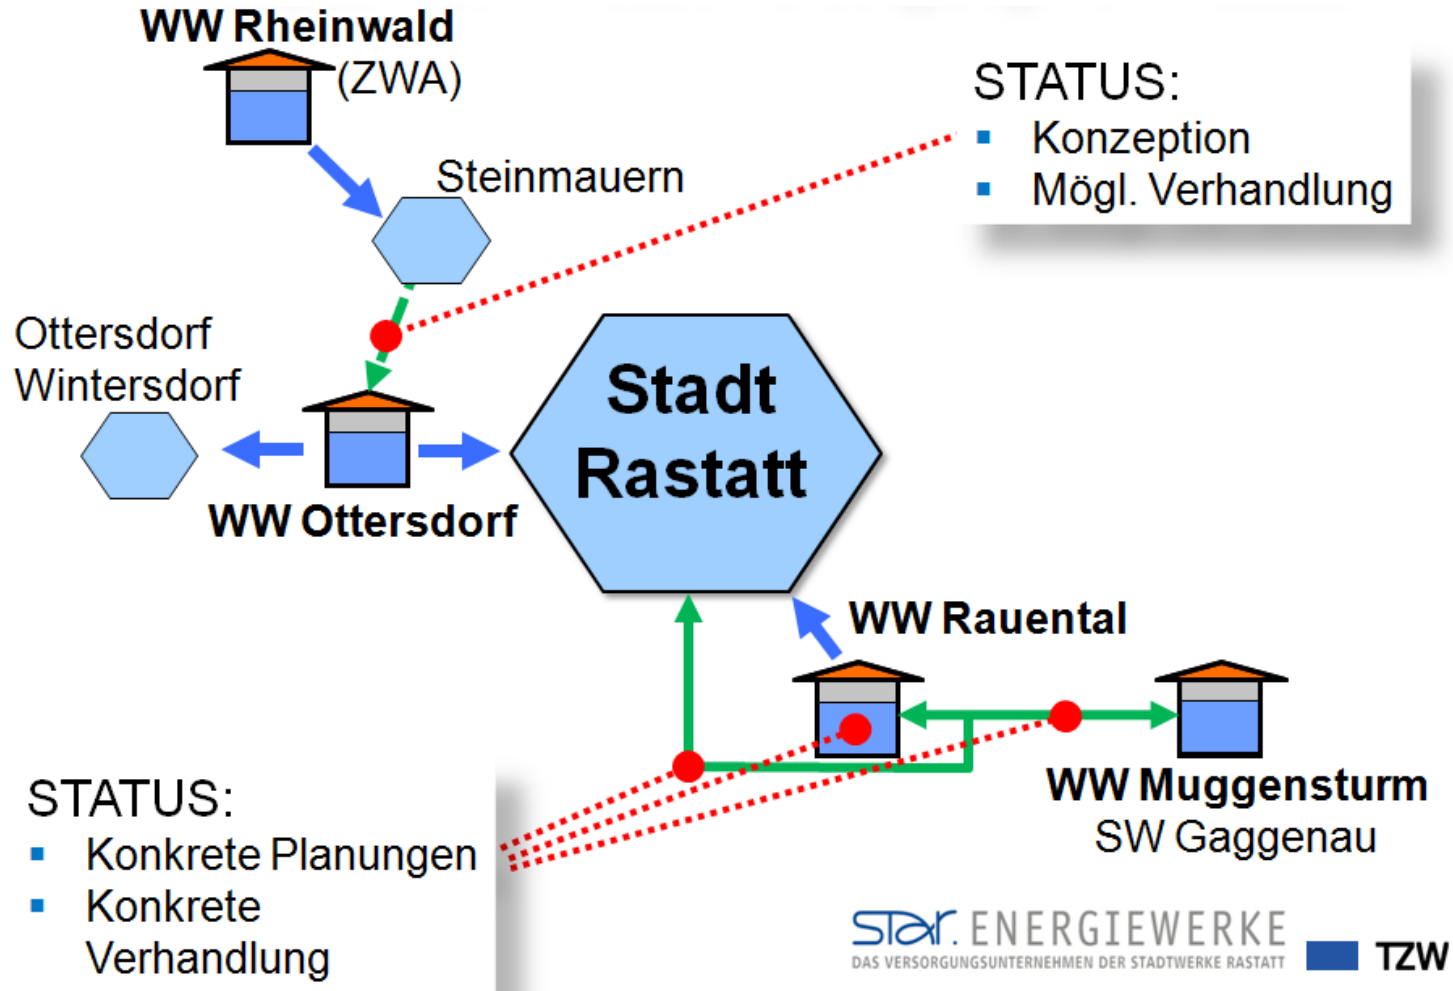 WW Rheinwald
(ZWA)
STATUS:
▪ Konzeption
▪ Mögl. Verhandlung
Steinmauern
Ottersdorf
Wintersdorf
Stadt
Rastatt
WW Ottersdorf
WW Rauental
WW Muggensturm
SW Gaggenau
STATUS:
▪ Konkrete Planungen
▪ Konkrete
Verhandlung
star. ENERGIEWERKE
DAS VERSORGUNGSUNTERNEHMEN DER STADTWERKE RASTATT
TZW